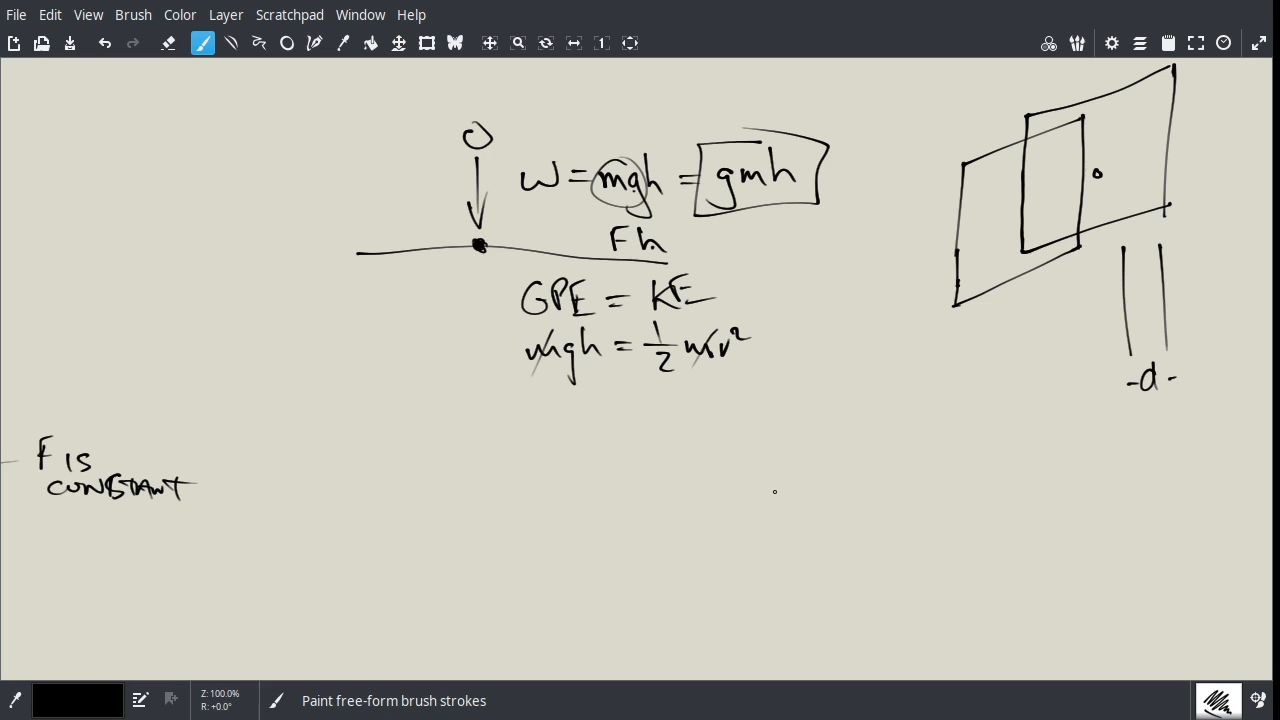 File Edit View Brush Color Layer Scratchpad Window Help
1
W = mgh = gmh
Fh
GPE = KE
mgh = 1/2 mv²
-d-
F IS
CONSTANT
Z: 100.0%
R: +0.0°
Paint free-form brush strokes